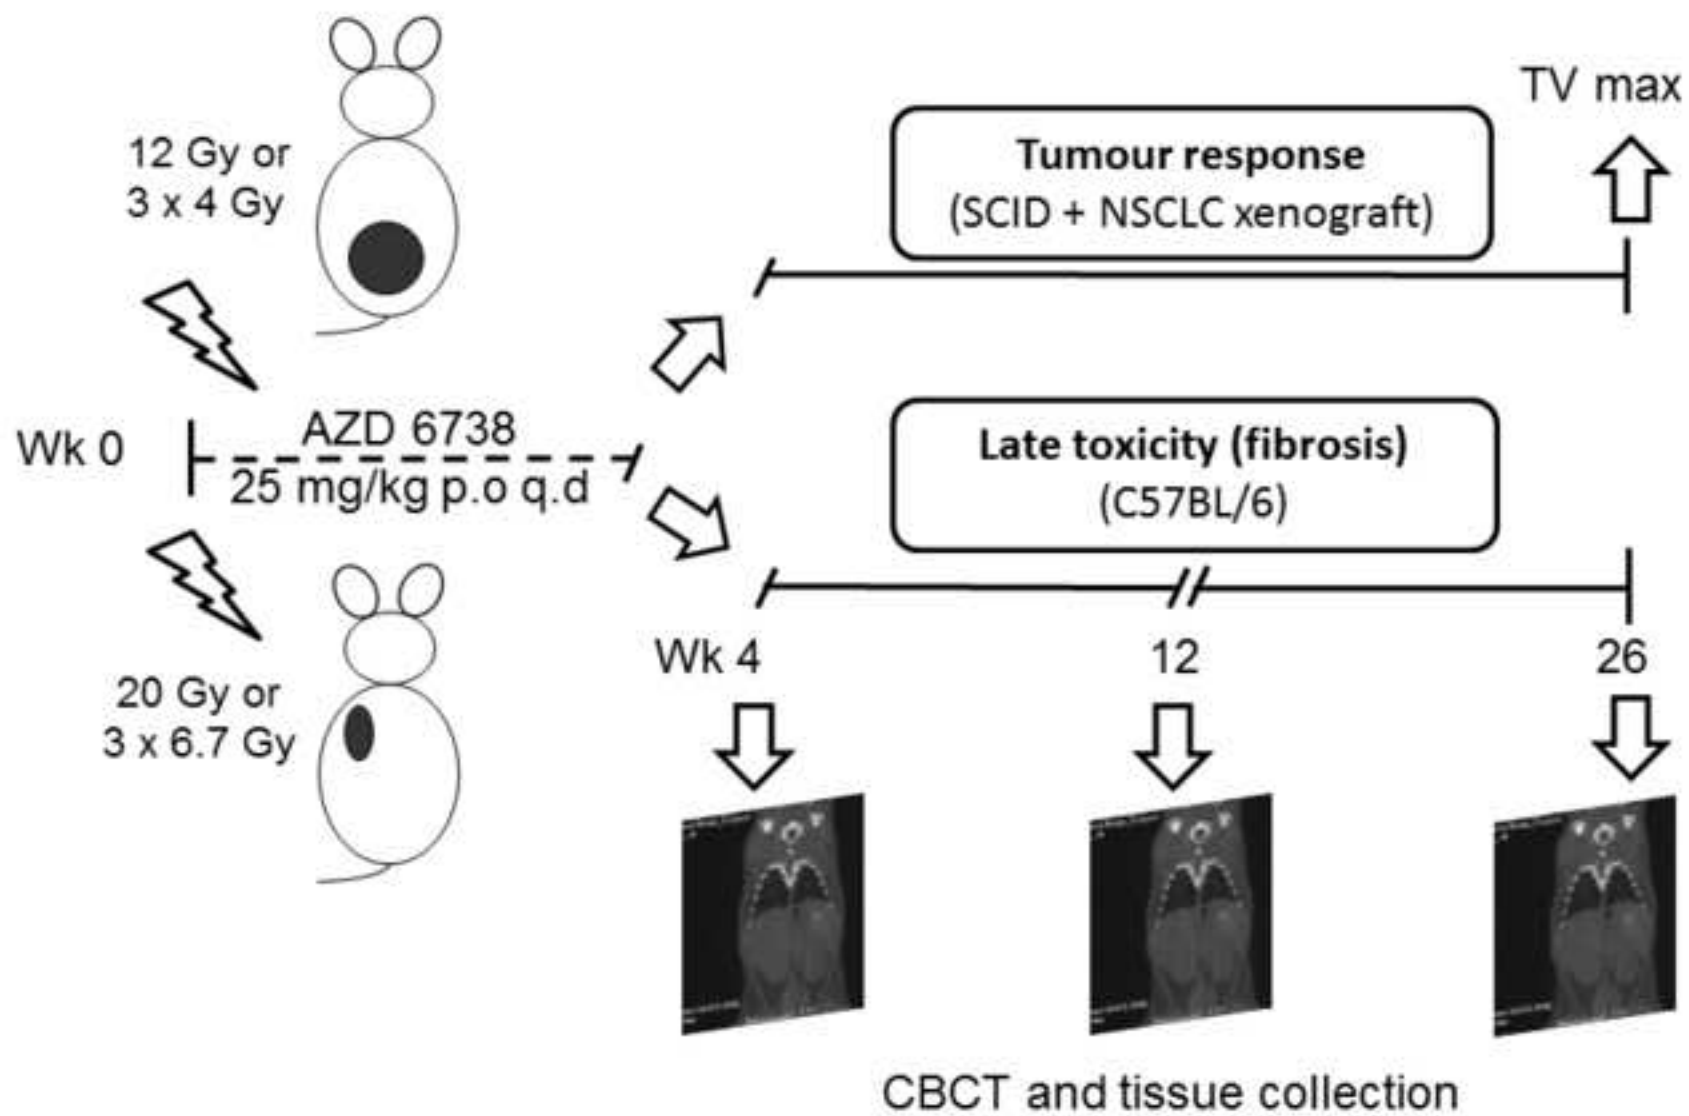 TV max
12 Gy or
3 x 4 Gy
Tumour response
(SCID + NSCLC xenograft)
Wk 0
AZD 6738
25 mg/kg p.o q.d
Late toxicity (fibrosis)
(C57BL/6)
20 Gy or
3 x 6.7 Gy
Wk 4
12
26
CBCT and tissue collection